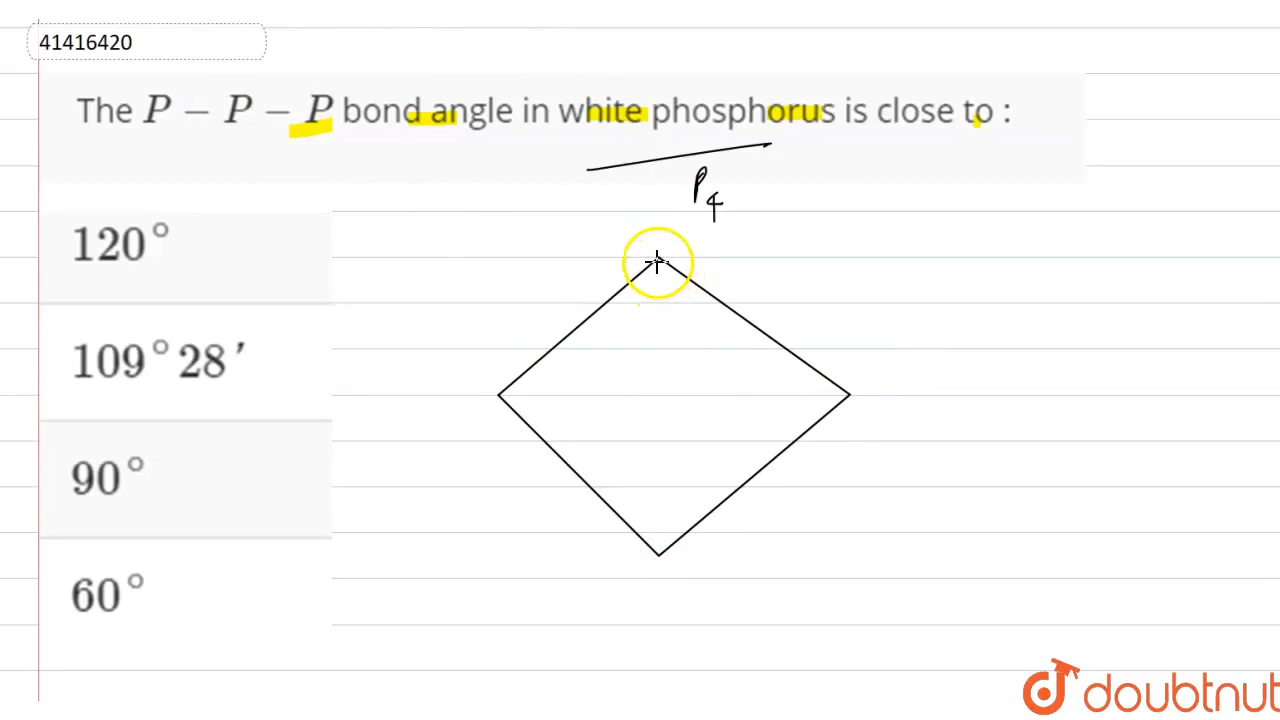 41416420
The P − P − P bond angle in white phosphorus is close to :
P4
120°
109°28′
90°
60°
doubtnut